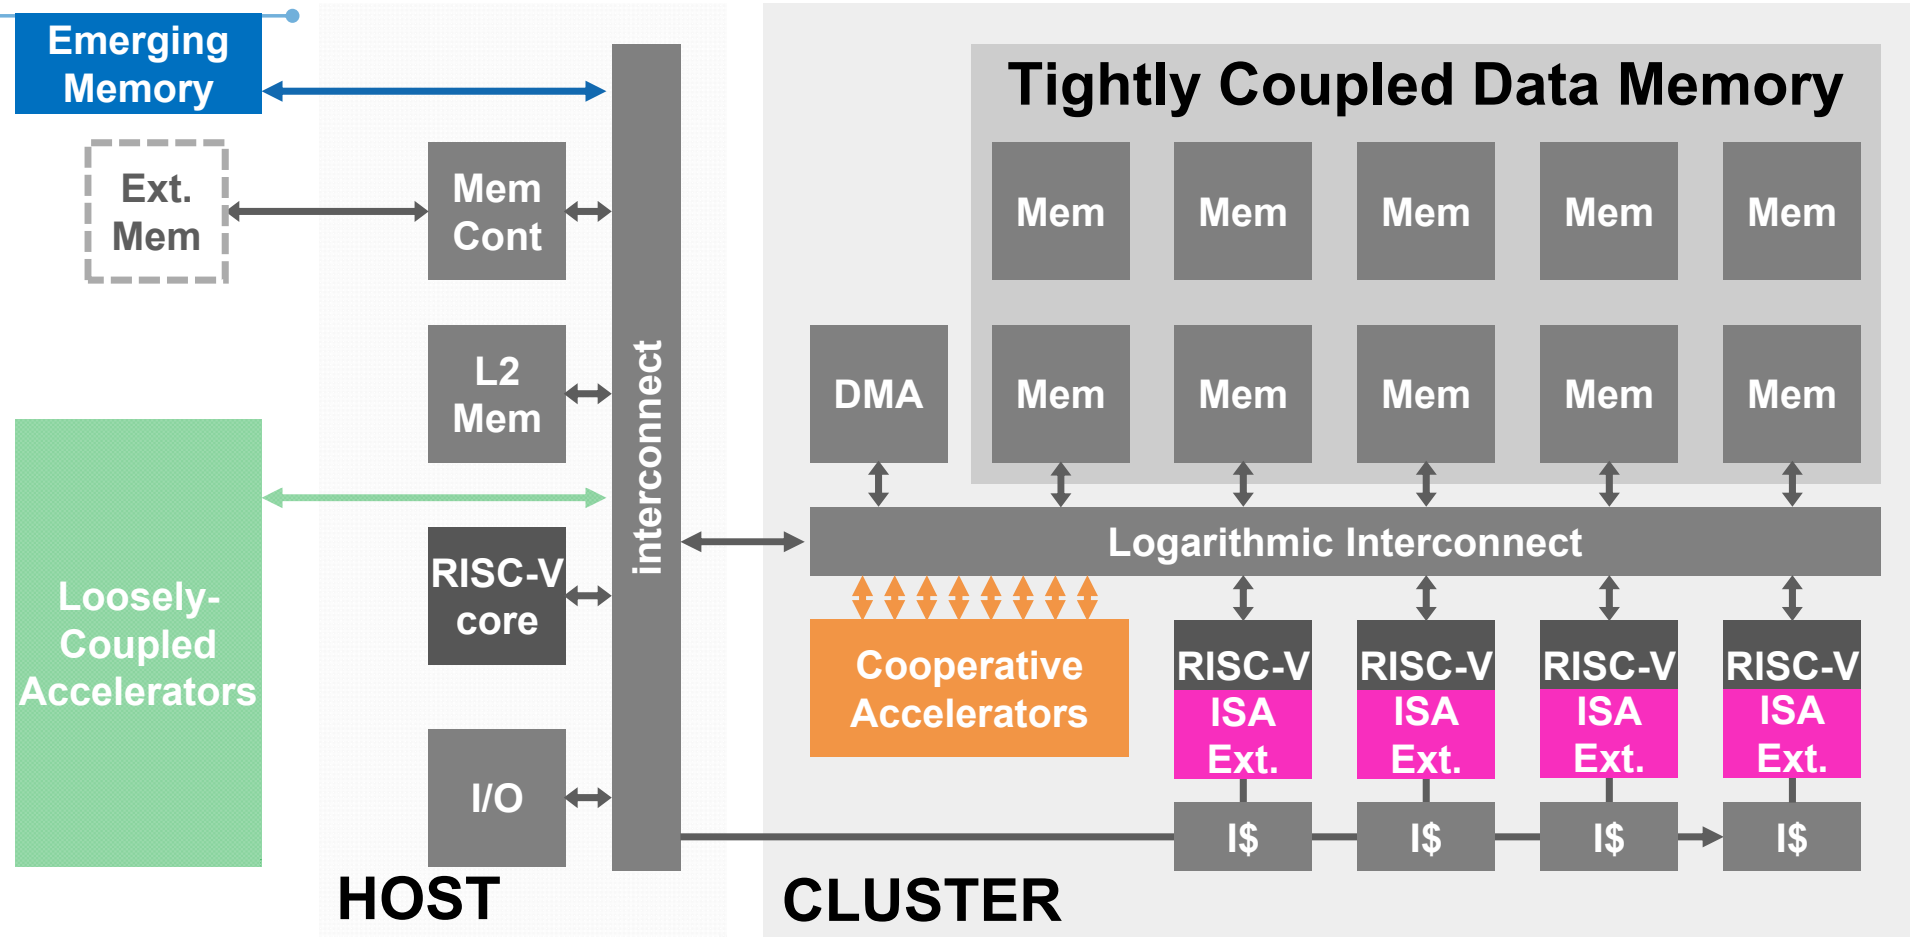 Emerging
Memory
Ext.
Mem
Loosely-
Coupled
Accelerators
Mem
Cont
L2
Mem
RISC-V
core
I/O
interconnect
HOST
Tightly Coupled Data Memory
Mem
Mem
Mem
Mem
Mem
DMA
Mem
Mem
Mem
Mem
Mem
Logarithmic Interconnect
Cooperative
Accelerators
RISC-V
ISA
Ext.
RISC-V
ISA
Ext.
RISC-V
ISA
Ext.
RISC-V
ISA
Ext.
I$
I$
I$
I$
CLUSTER